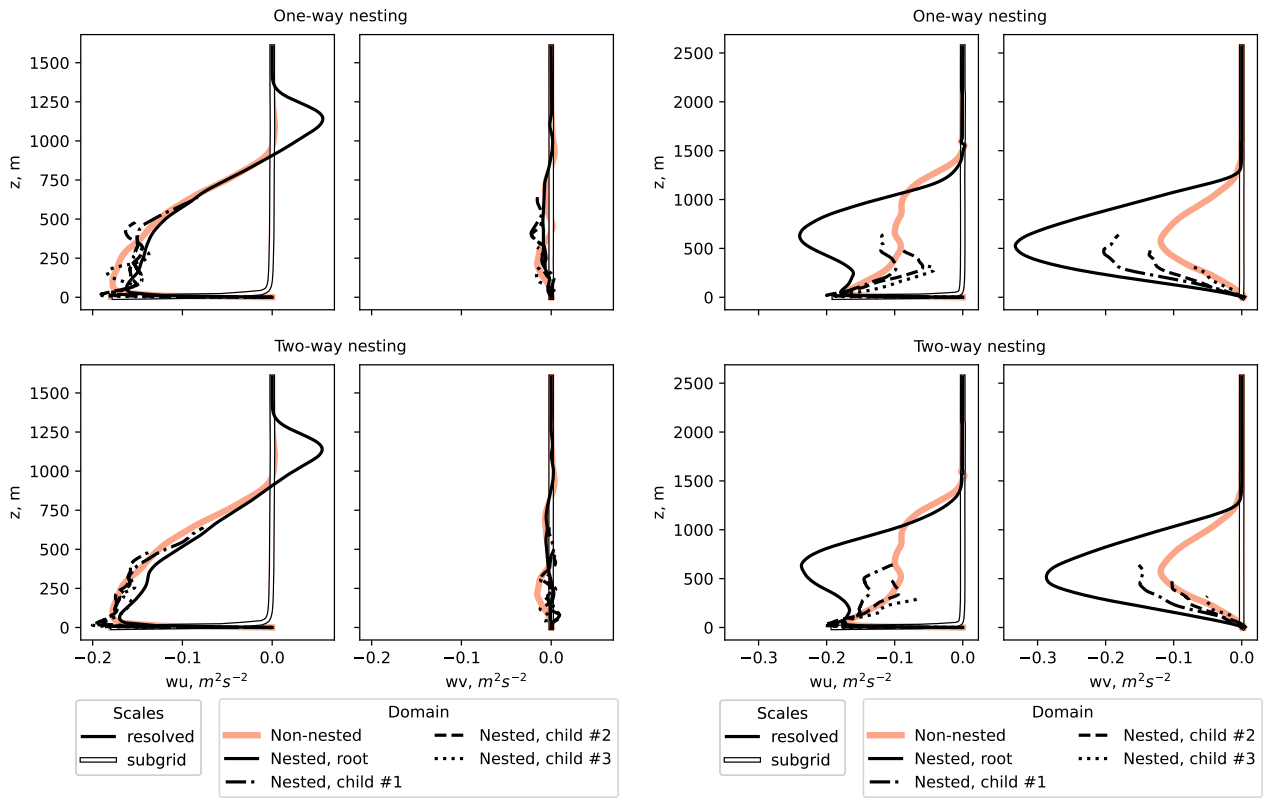 One-way nesting
One-way nesting
1500
1250
1000
750
500
250
0
z, m
2500
2000
1500
1000
500
0
z, m
Two-way nesting
Two-way nesting
1500
1250
1000
750
500
250
0
z, m
2500
2000
1500
1000
500
0
z, m
−0.2 −0.1 0.0
−0.2 −0.1 0.0
−0.3 −0.2 −0.1 0.0
−0.3 −0.2 −0.1 0.0
wu, m²s⁻²
wv, m²s⁻²
wu, m²s⁻²
wv, m²s⁻²
Scales
resolved
subgrid
Domain
Non-nested
Nested, root
Nested, child #1
Nested, child #2
Nested, child #3
Scales
resolved
subgrid
Domain
Non-nested
Nested, root
Nested, child #1
Nested, child #2
Nested, child #3